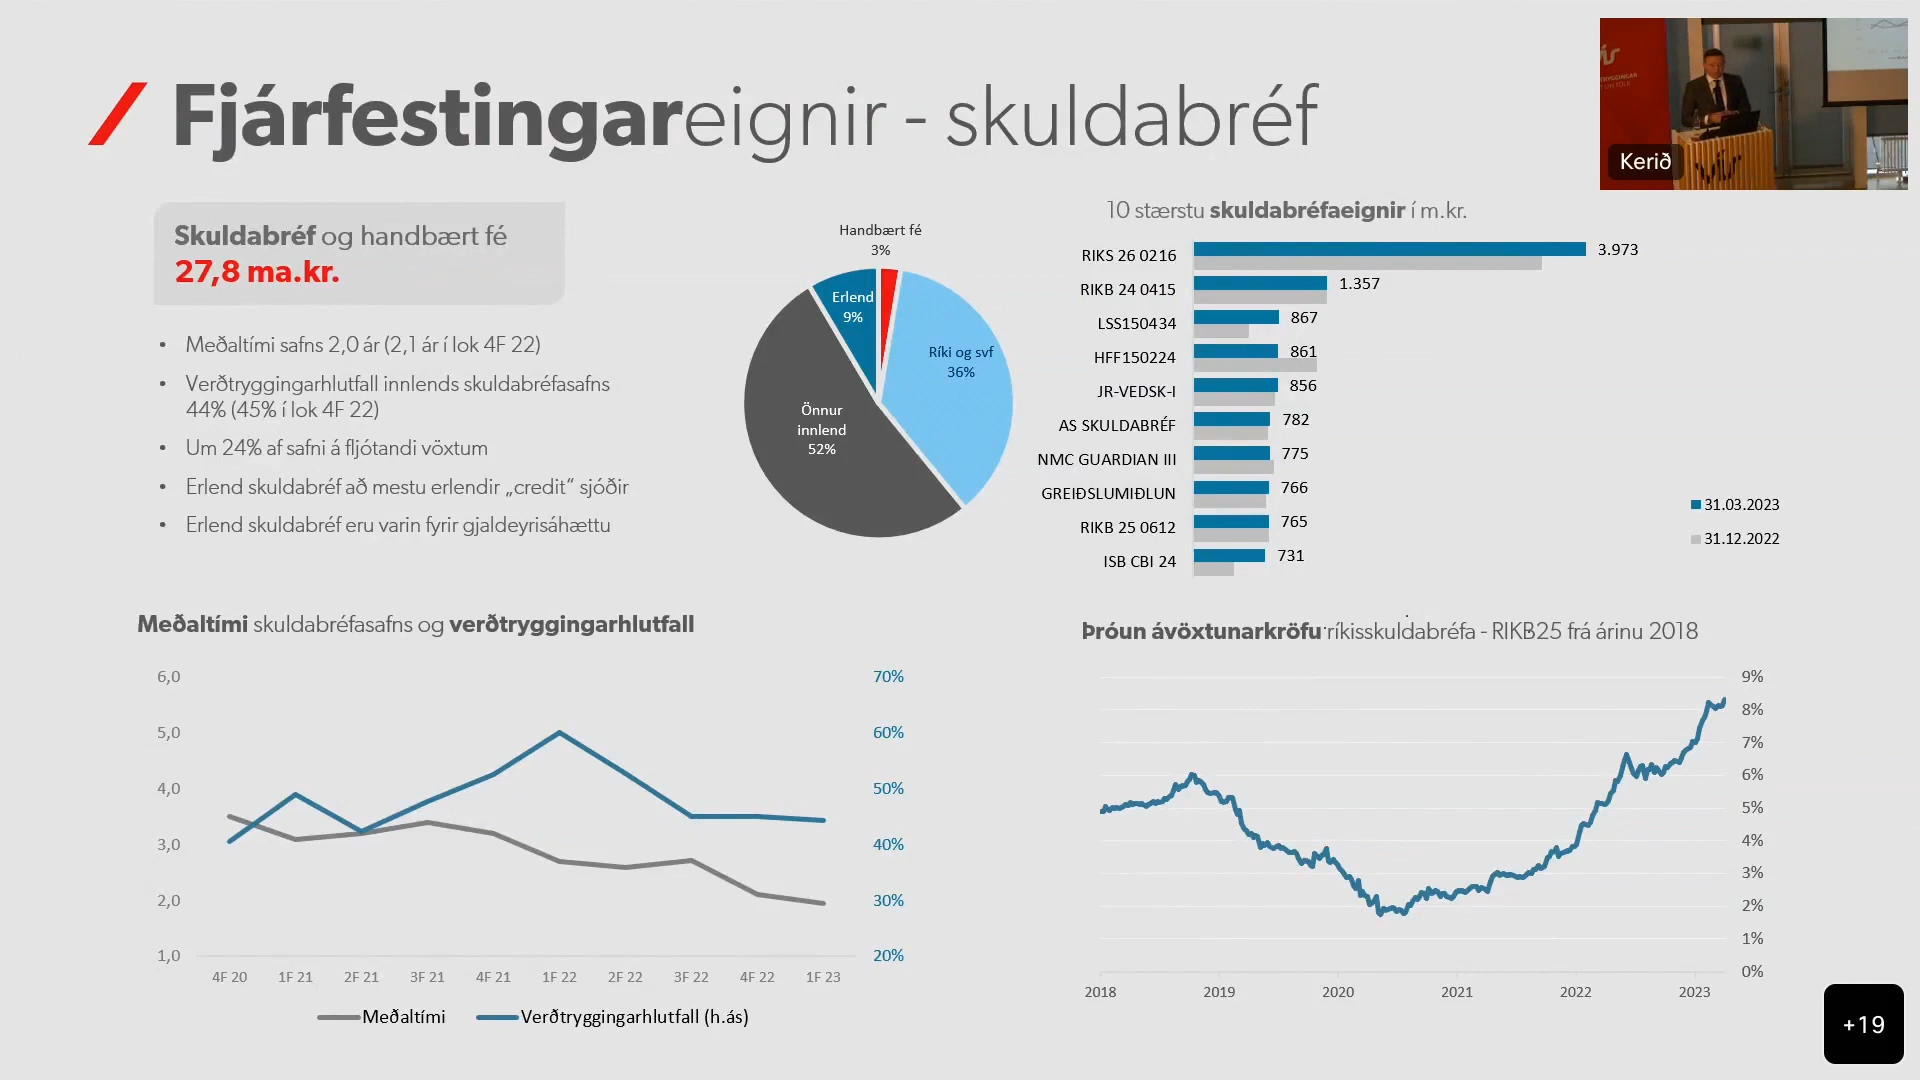 Fjárfestingareignir - skuldabréf
Kerið
vís
Skuldabréf og handbært fé
27,8 ma.kr.
• Meðaltími safns 2,0 ár (2,1 ár í lok 4F 22)
• Verðtryggingarhlutfall innlends skuldabréfasafns
44% (45% í lok 4F 22)
• Um 24% af safni á fljótandi vöxtum
• Erlend skuldabréf að mestu erlendir „credit“ sjóðir
• Erlend skuldabréf eru varin fyrir gjaldeyrisáhættu
Handbært fé
3%
Erlend
9%
Ríki og svf
36%
Önnur
innlend
52%
10 stærstu skuldabréfaeignir í m.kr.
RIKS 26 0216 3.973
RIKB 24 0415 1.357
LSS150434 867
HFF150224 861
JR-VEDSK-I 856
AS SKULDABRÉF 782
NMC GUARDIAN III 775
GREIÐSLUMIÐLUN 766
RIKB 25 0612 765
ISB CBI 24 731
31.03.2023
31.12.2022
Meðaltími skuldabréfasafns og verðtryggingarhlutfall
6,0 70%
5,0 60%
4,0 50%
3,0 40%
2,0 30%
1,0 20%
4F 20 1F 21 2F 21 3F 21 4F 21 1F 22 2F 22 3F 22 4F 22 1F 23
Meðaltími Verðtryggingarhlutfall (h.ás)
Þróun ávöxtunarkröfu ríkisskuldabréfa - RIKB25 frá árinu 2018
9%
8%
7%
6%
5%
4%
3%
2%
1%
0%
2018 2019 2020 2021 2022 2023
+19